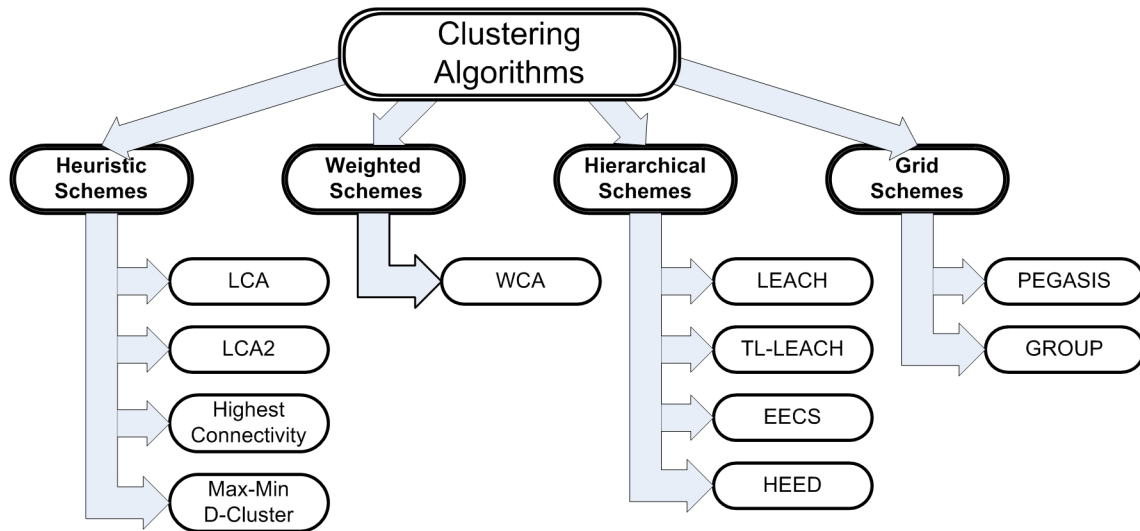 Clustering
Algorithms
Heuristic
Schemes
Weighted
Schemes
Hierarchical
Schemes
Grid
Schemes
LCA
LCA2
Highest
Connectivity
Max-Min
D-Cluster
WCA
LEACH
TL-LEACH
EECS
HEED
PEGASIS
GROUP